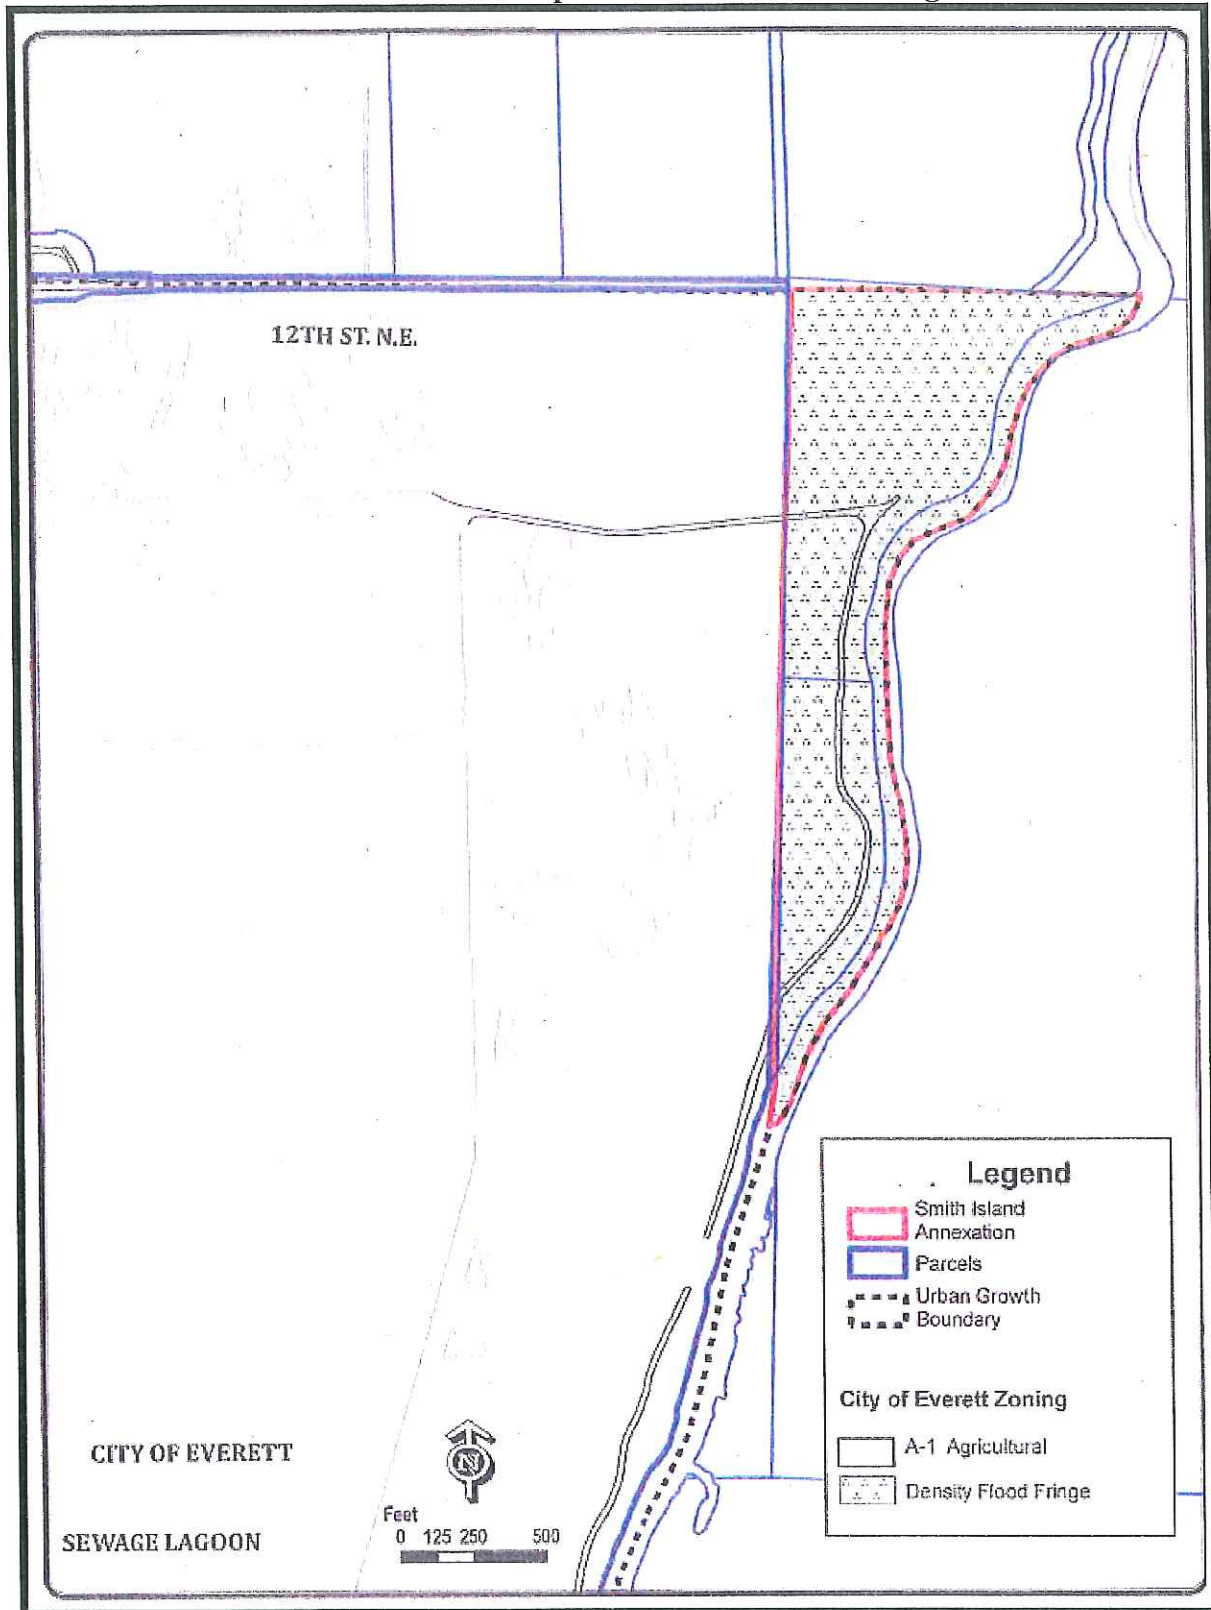 12TH ST. N.E.
Legend
Smith Island
Annexation
Parcels
Urban Growth
Boundary
City of Everett Zoning
A-1 Agricultural
Density Flood Fringe
CITY OF EVERETT
SEWAGE LAGOON
N
Feet
0 125 250 500